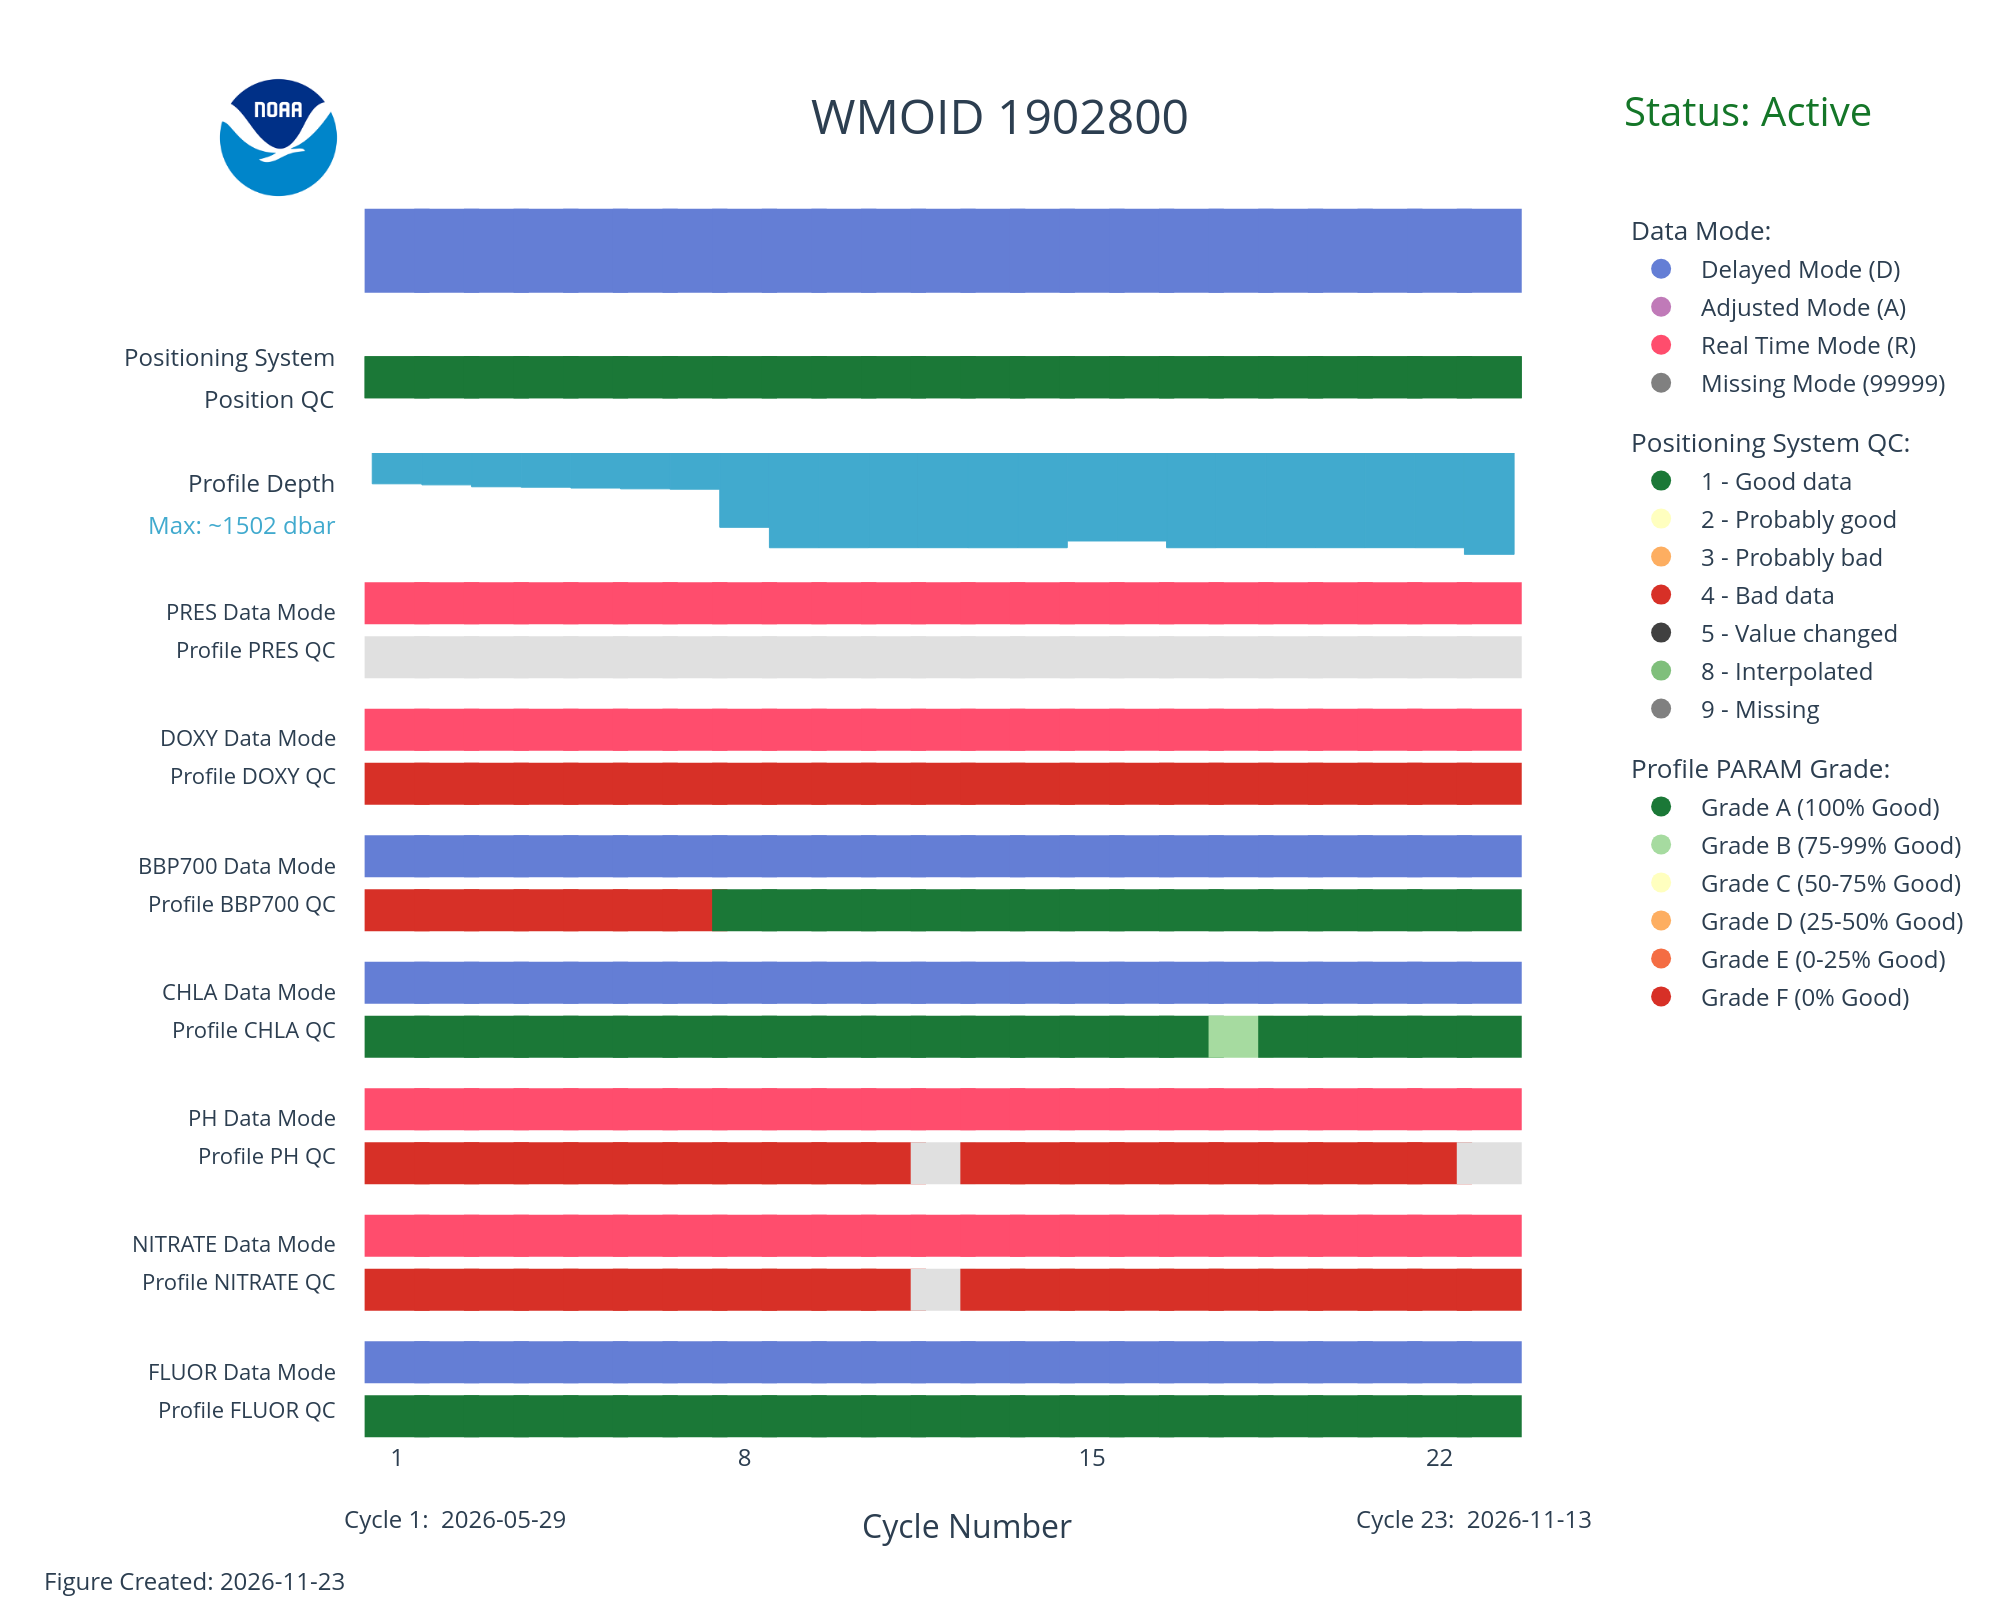 NOAA
WMOID 1902800
Status: Active
Data Mode:
Delayed Mode (D)
Adjusted Mode (A)
Real Time Mode (R)
Missing Mode (99999)
Positioning System QC:
1 - Good data
2 - Probably good
3 - Probably bad
4 - Bad data
5 - Value changed
8 - Interpolated
9 - Missing
Profile PARAM Grade:
Grade A (100% Good)
Grade B (75-99% Good)
Grade C (50-75% Good)
Grade D (25-50% Good)
Grade E (0-25% Good)
Grade F (0% Good)
Positioning System
Position QC
Profile Depth
Max: ~1502 dbar
PRES Data Mode
Profile PRES QC
DOXY Data Mode
Profile DOXY QC
BBP700 Data Mode
Profile BBP700 QC
CHLA Data Mode
Profile CHLA QC
PH Data Mode
Profile PH QC
NITRATE Data Mode
Profile NITRATE QC
FLUOR Data Mode
Profile FLUOR QC
1 8 15 22
Cycle 1: 2026-05-29
Cycle Number
Cycle 23: 2026-11-13
Figure Created: 2026-11-23